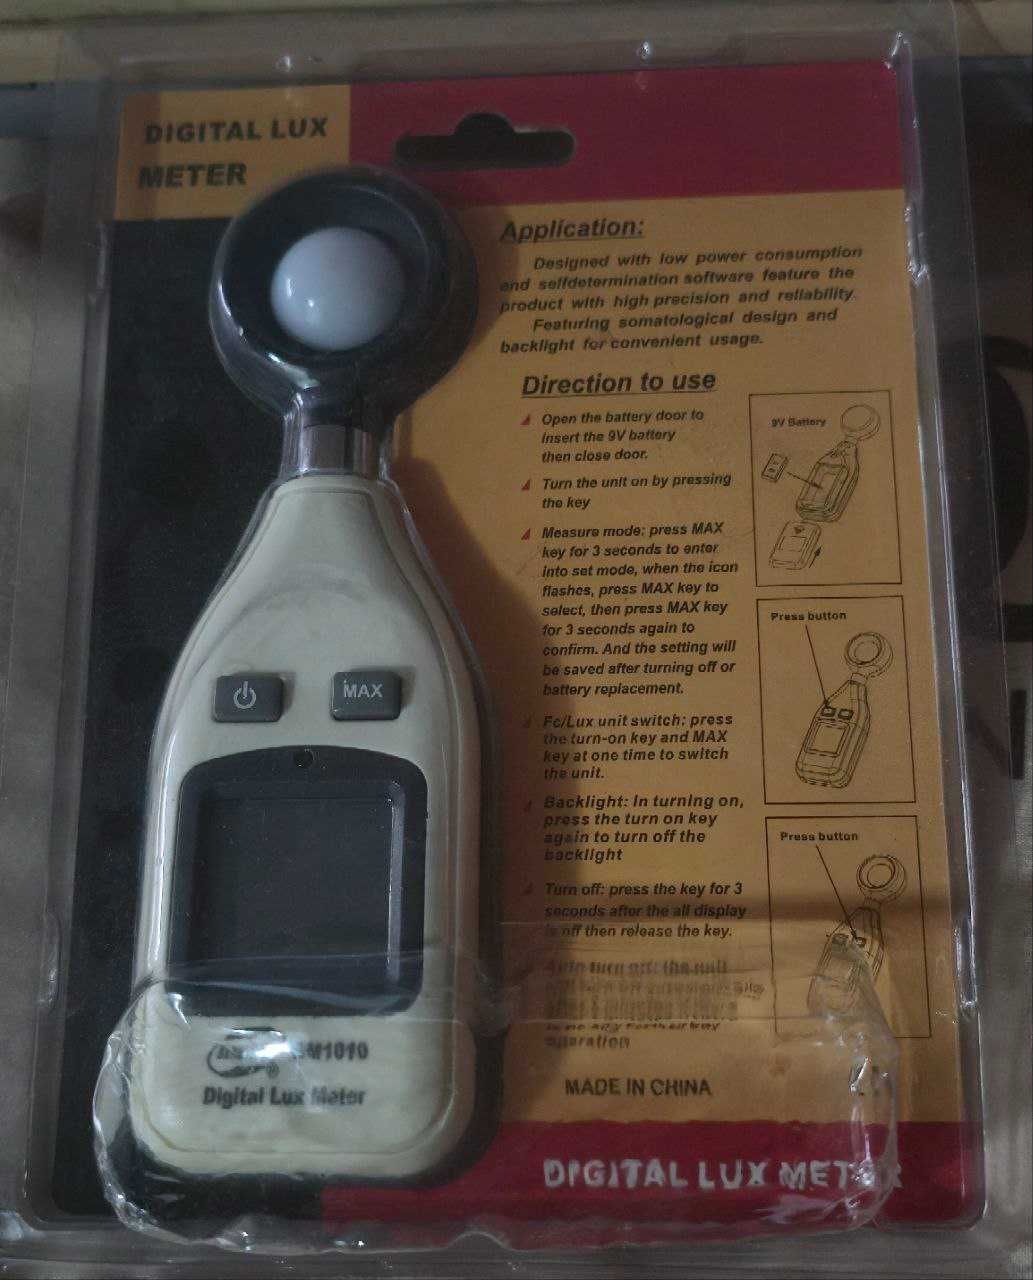 DIGITAL LUX
METER
Application:
Designed with low power consumption
and selfdetermination software feature the
product with high precision and reliability.
Featuring somatological design and
backlight for convenient usage.
Direction to use
Open the battery door to
insert the 9V battery
then close door.
Turn the unit on by pressing
the key
Measure mode: press MAX
key for 3 seconds to enter
into set mode, when the icon
flashes, press MAX key to
select, then press MAX key
for 3 seconds again to
confirm. And the setting will
be saved after turning off or
battery replacement.
Fc/Lux unit switch: press
the turn-on key and MAX
key at one time to switch
the unit.
Backlight: In turning on,
press the turn on key
again to turn off the
backlight
Turn off: press the key for 3
seconds after the all display
is off then release the key.
turn off: the unit
operation
9V Battery
Press button
Press button
MAX
Digital Lux Meter
MADE IN CHINA
DIGITAL LUX METER